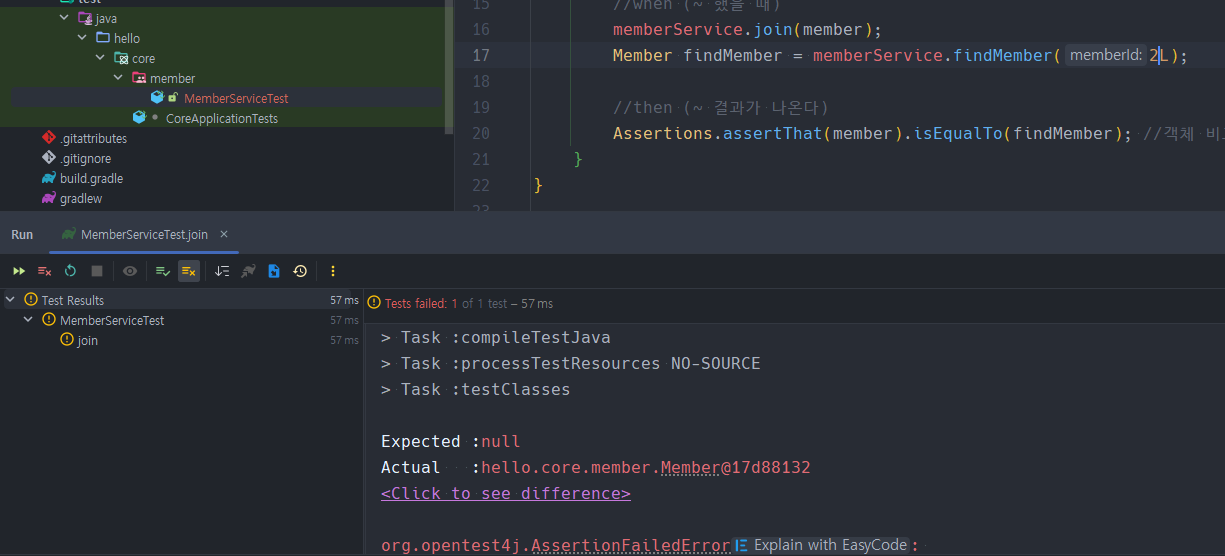 test
java
hello
core
member
MemberServiceTest
CoreApplicationTests
.gitattributes
.gitignore
build.gradle
gradlew
15 //when (~ 했을 때)
16 memberService.join(member);
17 Member findMember = memberService.findMember( memberId: 2L);
18
19 //then (~ 결과가 나온다)
20 Assertions.assertThat(member).isEqualTo(findMember); //객체
21 }
22 }
23
Run MemberServiceTest.join ×
Test Results 57 ms
MemberServiceTest 57 ms
join 57 ms
Tests failed: 1 of 1 test – 57 ms
> Task :compileTestJava
> Task :processTestResources NO-SOURCE
> Task :testClasses
Expected :null
Actual :hello.core.member.Member@17d88132
<Click to see difference>
org.opentest4j.AssertionFailedError Explain with EasyCode :